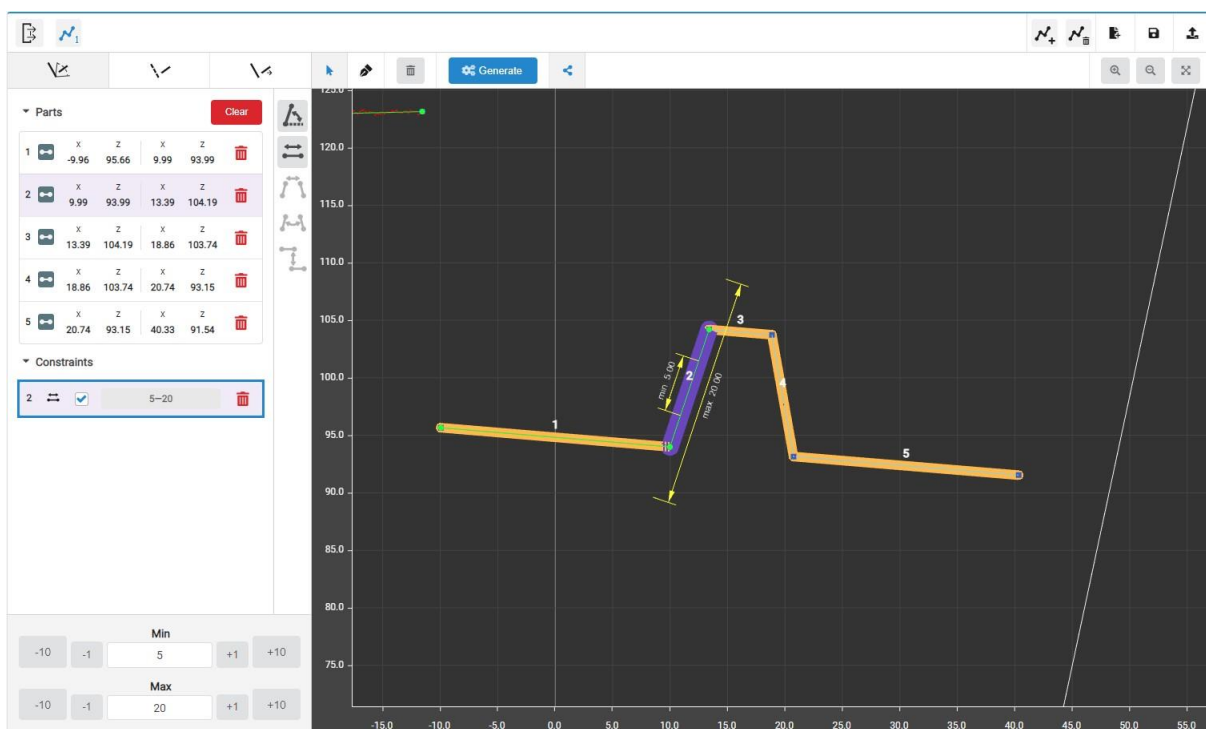 1
Generate
Parts
Clear
1 X Z X Z
-9.96 95.66 9.99 93.99
2 X Z X Z
9.99 93.99 13.39 104.19
3 X Z X Z
13.39 104.19 18.86 103.74
4 X Z X Z
18.86 103.74 20.74 93.15
5 X Z X Z
20.74 93.15 40.33 91.54
Constraints
2 5—20
Min
-10 -1 5 +1 +10
Max
-10 -1 20 +1 +10
125.0
120.0
115.0
110.0
105.0
100.0
95.0
90.0
85.0
80.0
75.0
1
2
3
4
5
min 5.00
max 20.00
-15.0 -10.0 -5.0 0.0 5.0 10.0 15.0 20.0 25.0 30.0 35.0 40.0 45.0 50.0 55.0